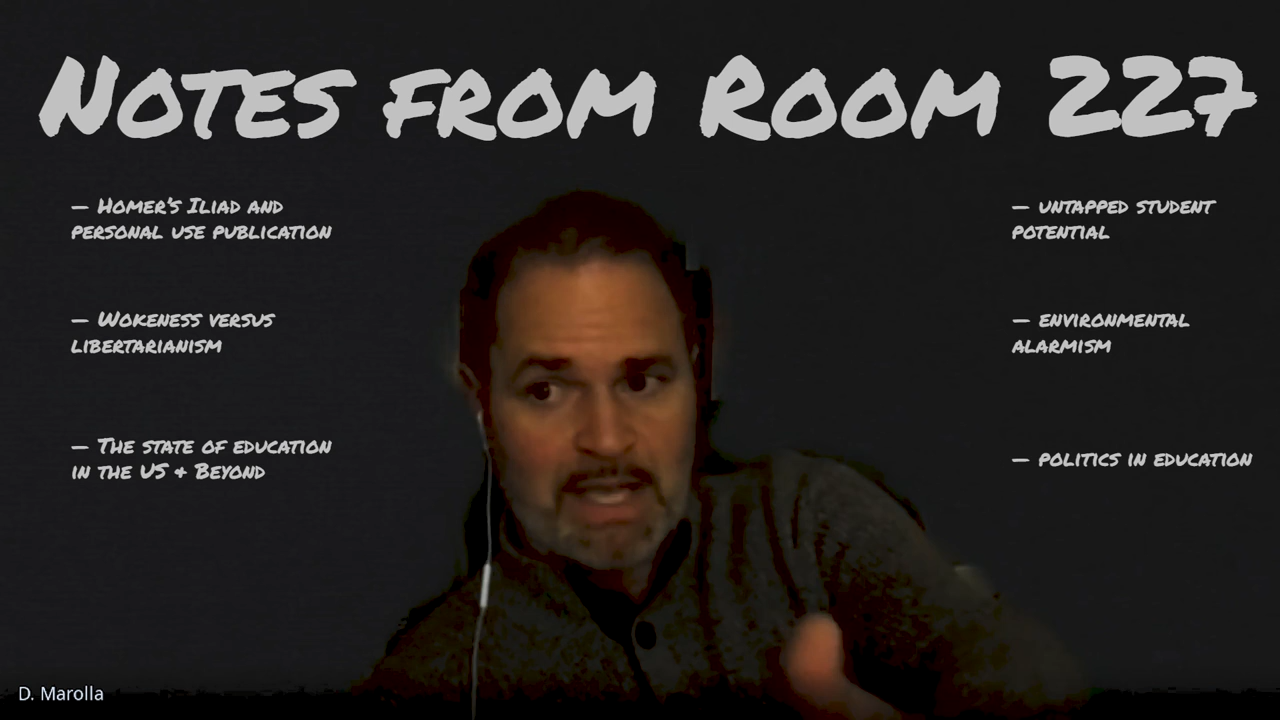 Notes from Room 227
– Homer's Iliad and
personal use publication
– Wokeness versus
libertarianism
– The state of education
in the US + Beyond
– untapped student
potential
– environmental
alarmism
– politics in education
D. Marolla